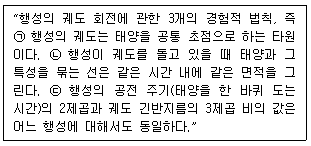 “행성의 궤도 회전에 관한 3개의 경험적 법칙, 즉
㉠ 행성의 궤도는 태양을 공통 초점으로 하는 타원
이다. ㉡ 행성이 궤도를 돌고 있을 때 태양과 그
특성을 묶는 선은 같은 시간 내에 같은 면적을 그
린다. ㉢ 행성의 공전 주기(태양을 한 바퀴 도는
시간)의 2제곱과 궤도 긴반지름의 3제곱 비의 값은
어느 행성에 대해서도 동일하다.”